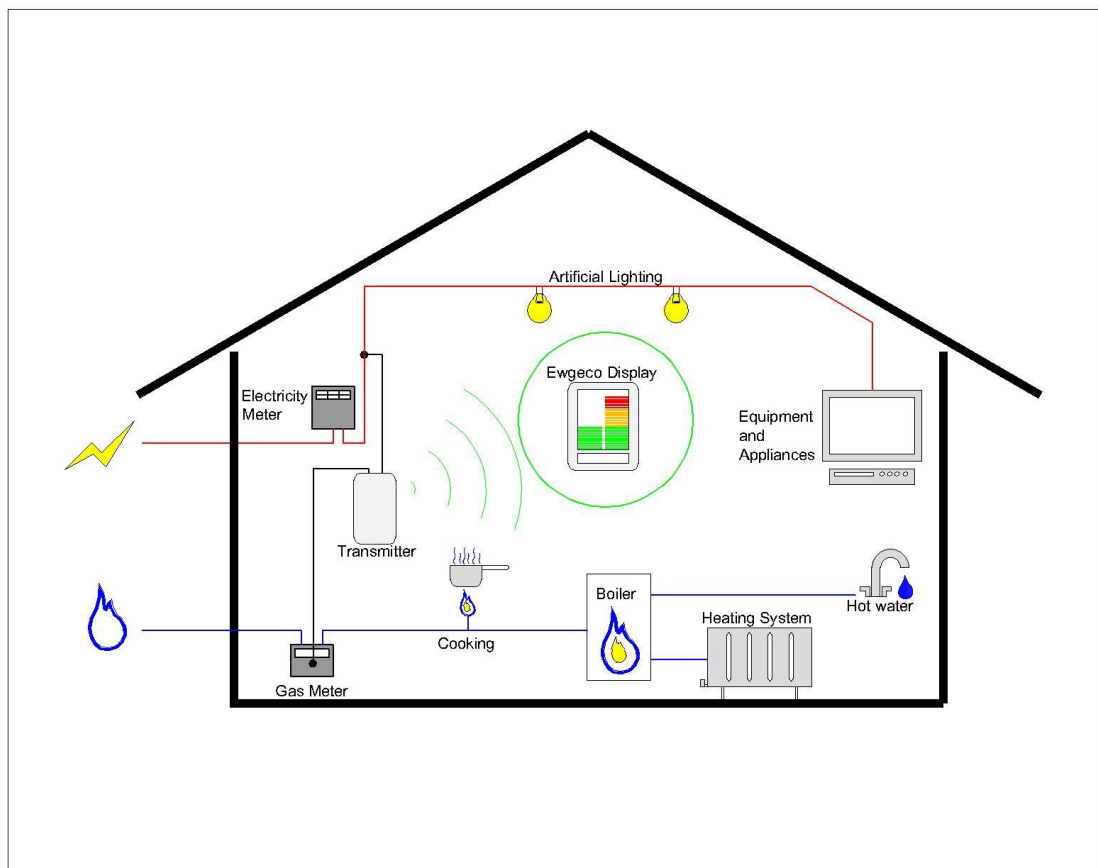 Artificial Lighting
Ewgeco Display
Electricity
Meter
Equipment
and
Appliances
Transmitter
Boiler
Hot water
Heating System
Cooking
Gas Meter